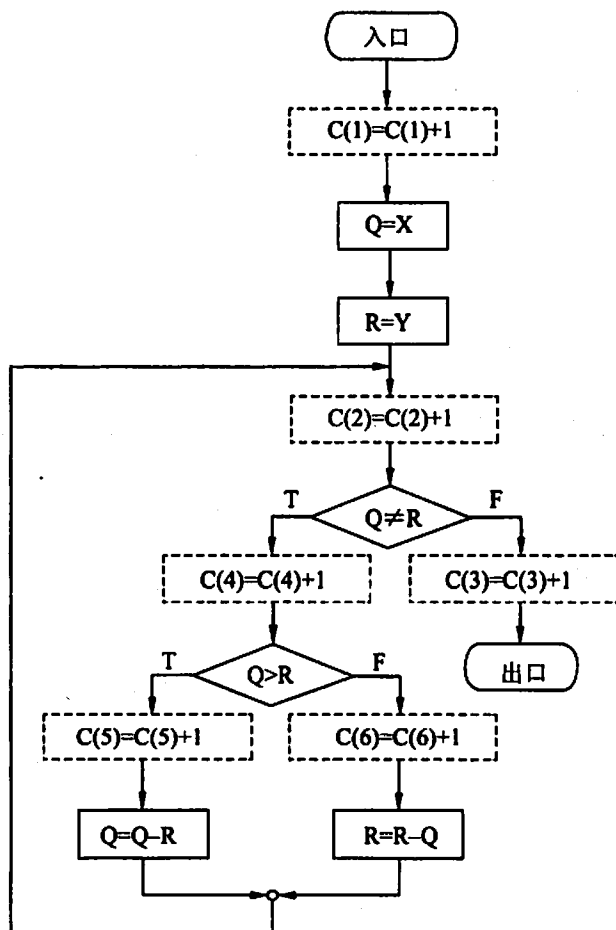 入口
C(1)=C(1)+1
Q=X
R=Y
C(2)=C(2)+1
T
Q≠R
F
C(4)=C(4)+1
C(3)=C(3)+1
T
Q>R
F
出口
C(5)=C(5)+1
C(6)=C(6)+1
Q=Q–R
R=R–Q